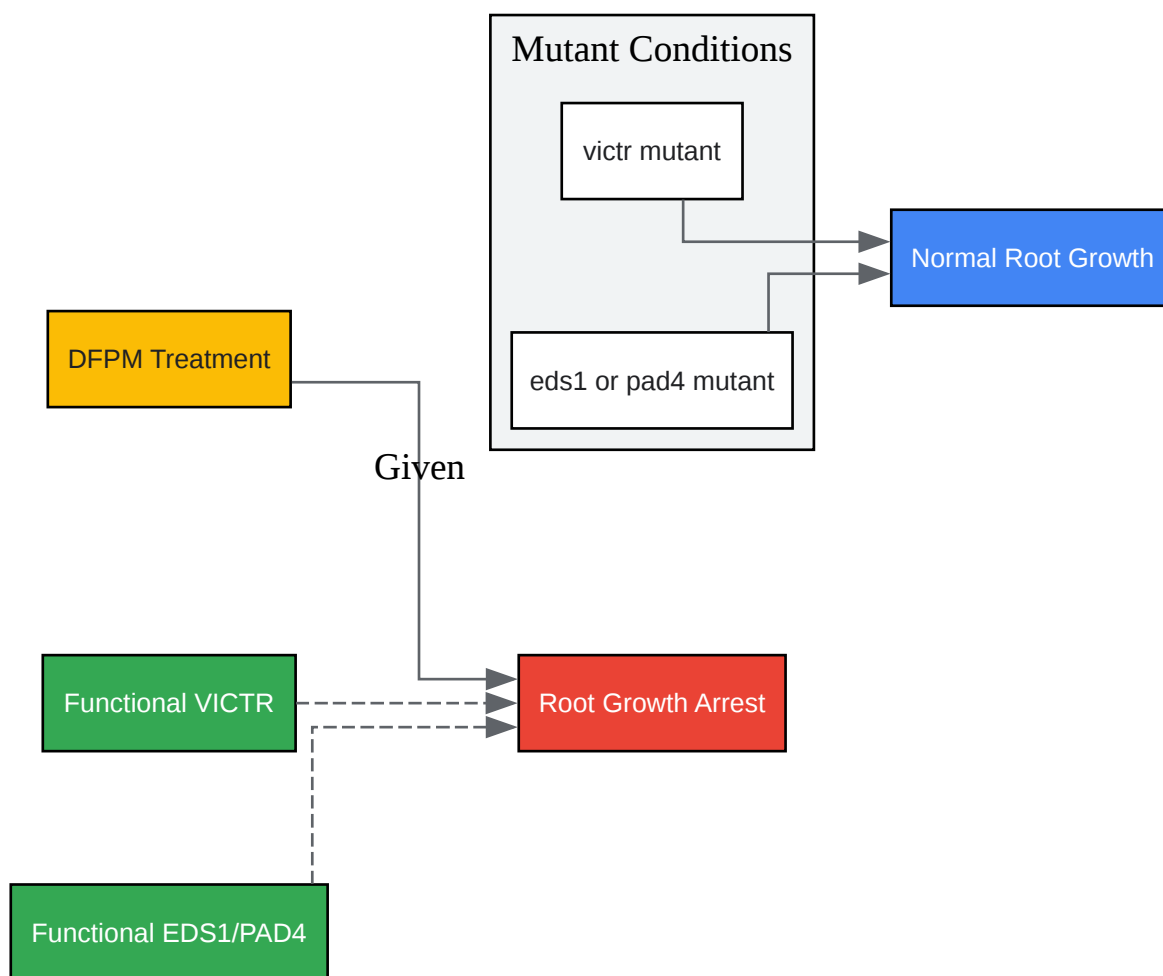 Mutant Conditions
victr mutant
Normal Root Growth
DFPM Treatment
eds1 or pad4 mutant
Given
Functional VICTR
Root Growth Arrest
Functional EDS1/PAD4